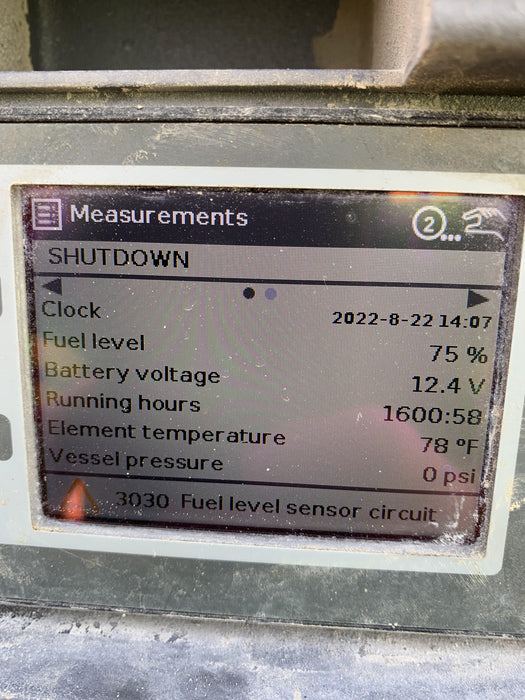 Measurements
2...
SHUTDOWN
Clock 2022-8-22 14:07
Fuel level 75 %
Battery voltage 12.4 V
Running hours 1600:58
Element temperature 78 °F
Vessel pressure 0 psi
3030 Fuel level sensor circuit